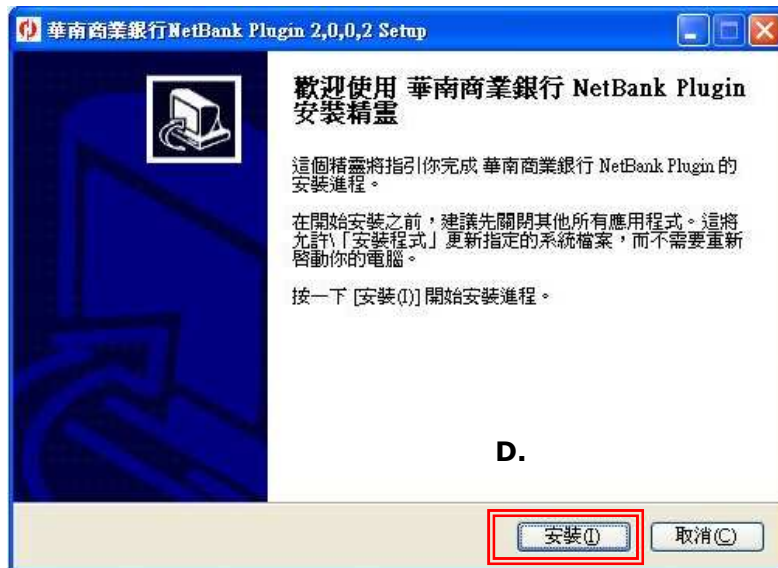 華南商業銀行NetBank Plugin 2,0,0,2 Setup
歡迎使用 華南商業銀行 NetBank Plugin
安裝精靈
這個精靈將指引你完成 華南商業銀行 NetBank Plugin 的
安裝進程。
在開始安裝之前，建議先關閉其他所有應用程式。這將
允許\「安裝程式」更新指定的系統檔案，而不需要重新
啓動你的電腦。
按一下 [安裝(I)] 開始安裝進程。
D.
安裝(I) 取消(C)